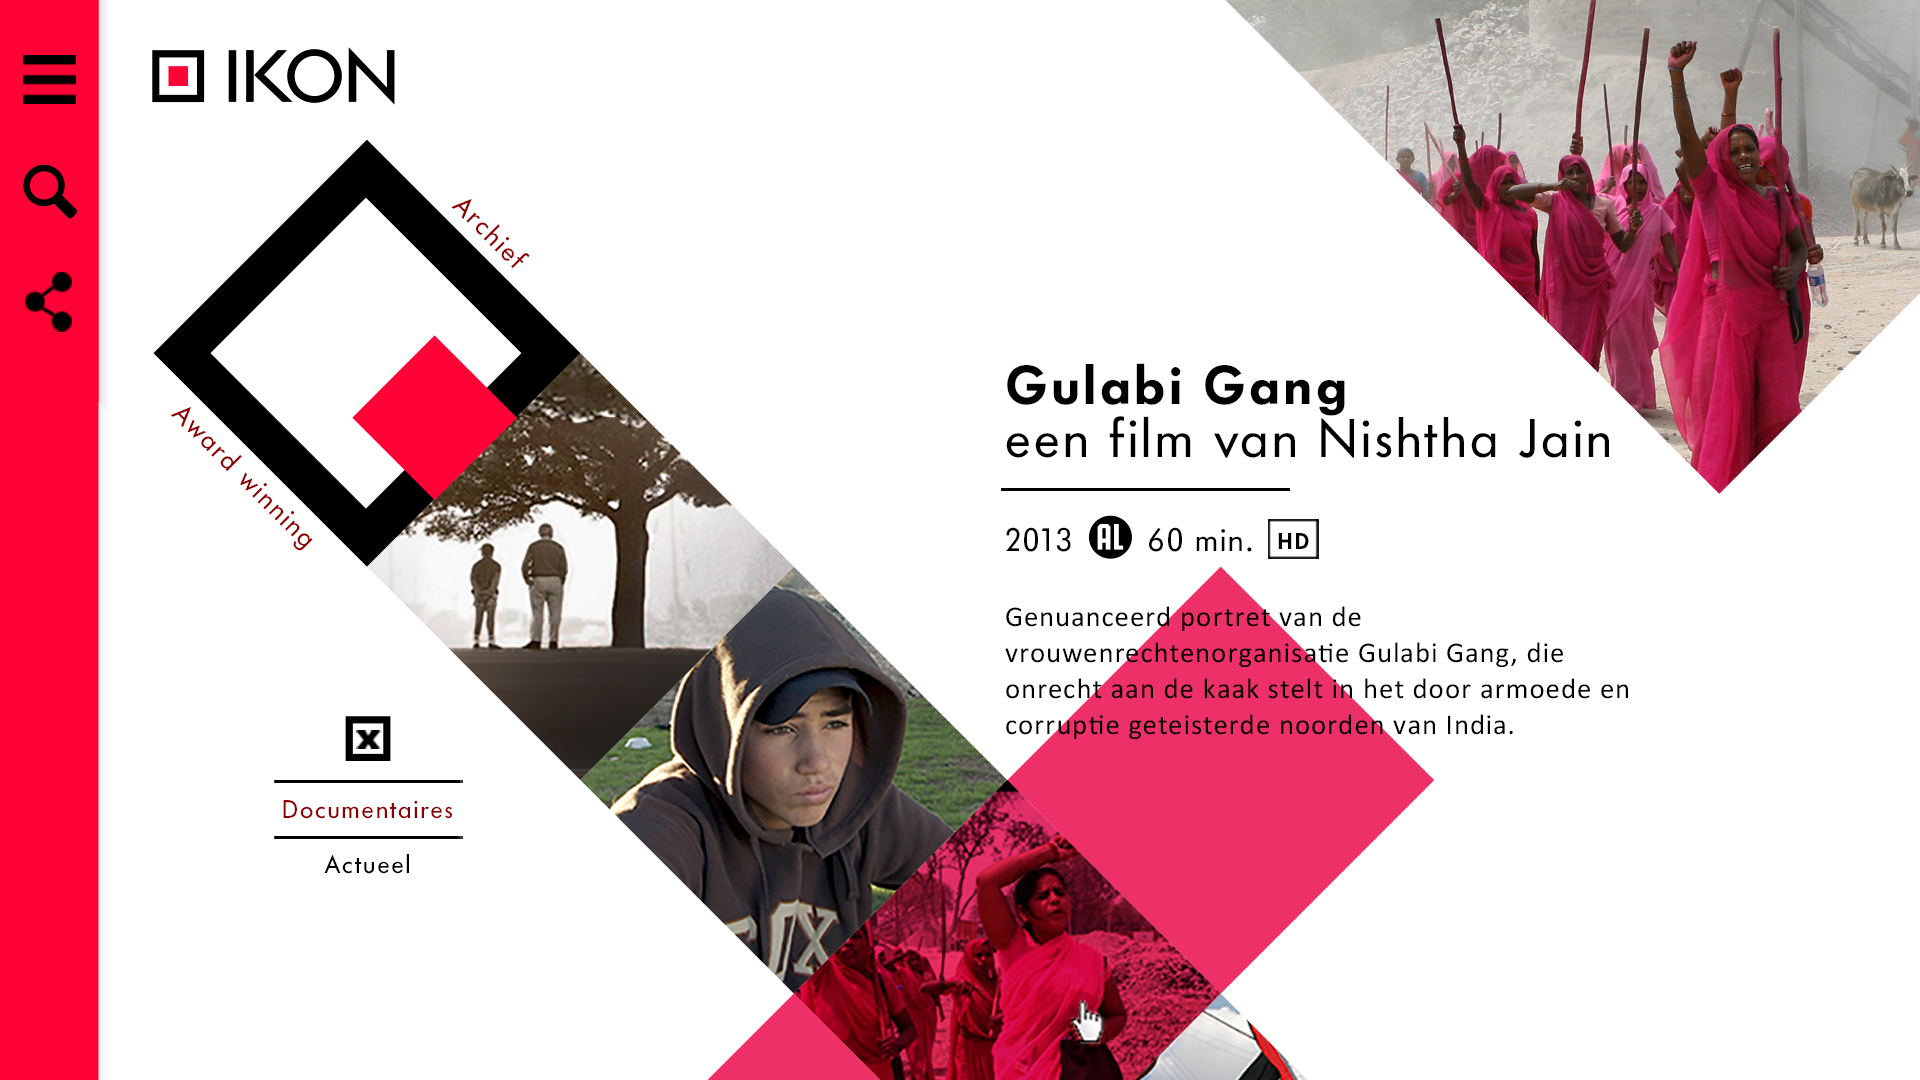 IKON
Archief
Award winning
Gulabi Gang
een film van Nishtha Jain
2013 AL 60 min. HD
Genuanceerd portret van de
vrouwenrechtenorganisatie Gulabi Gang, die
onrecht aan de kaak stelt in het door armoede en
corruptie geteisterde noorden van India.
x
Documentaires
Actueel